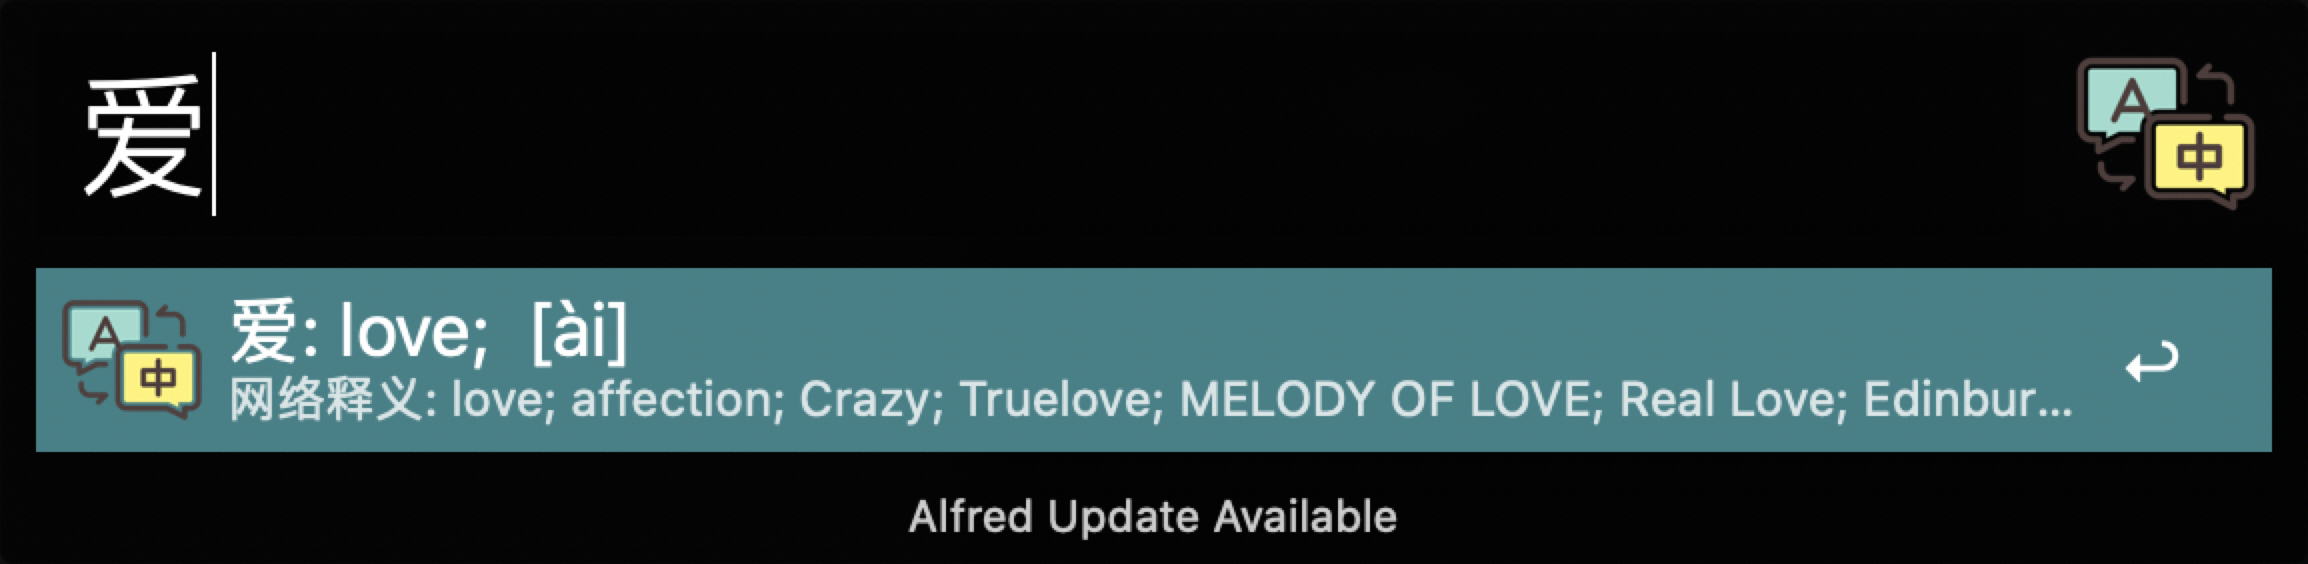 爱
A
中
A
中
爱: love;  [ài]
网络释义: love; affection; Crazy; Truelove; MELODY OF LOVE; Real Love; Edinbur...
Alfred Update Available